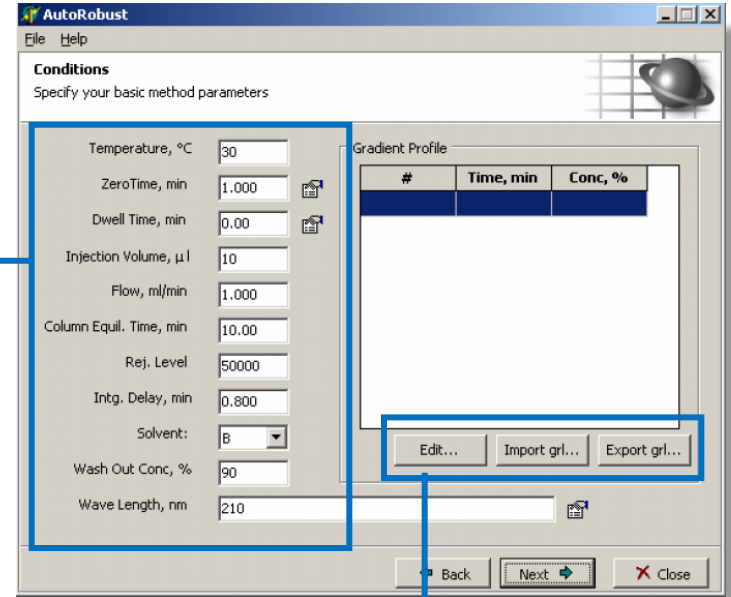 AutoRobust
File Help
Conditions
Specify your basic method parameters
Temperature, °C 30
ZeroTime, min 1.000
Dwell Time, min 0.00
Injection Volume, µl 10
Flow, ml/min 1.000
Column Equil. Time, min 10.00
Rej. Level 50000
Intg. Delay, min 0.800
Solvent: B
Wash Out Conc, % 90
Wave Length, nm 210
Gradient Profile
# Time, min Conc, %
Edit... Import grl... Export grl...
Back Next Close